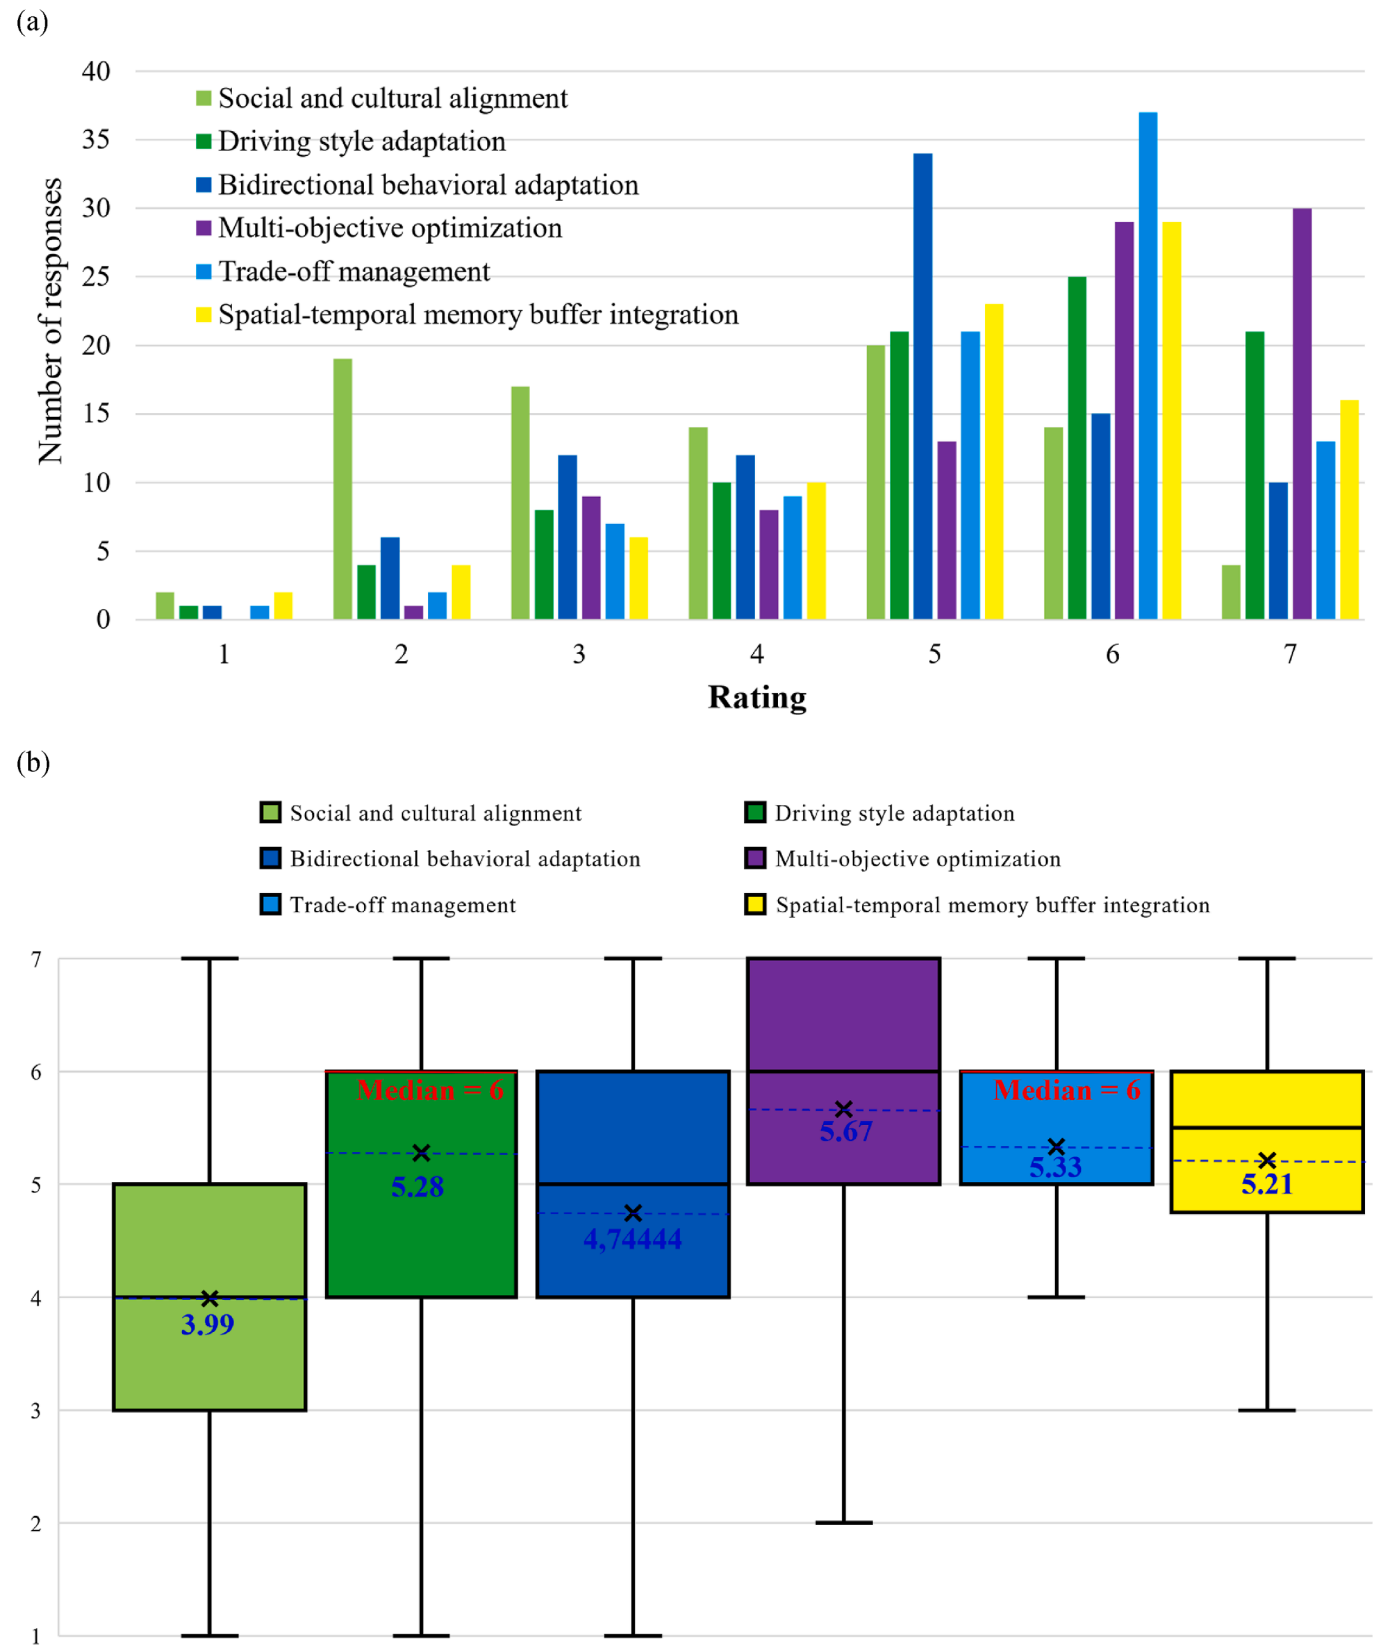 (a)
40
35
30
25
20
15
10
5
0
Number of responses
Social and cultural alignment
Driving style adaptation
Bidirectional behavioral adaptation
Multi-objective optimization
Trade-off management
Spatial-temporal memory buffer integration
1 2 3 4 5 6 7
Rating
(b)
Social and cultural alignment Driving style adaptation
Bidirectional behavioral adaptation Multi-objective optimization
Trade-off management Spatial-temporal memory buffer integration
7
6
5
4
3
2
1
Median = 6 Median = 6
3.99
5.28
4,74444
5.67
5.33
5.21